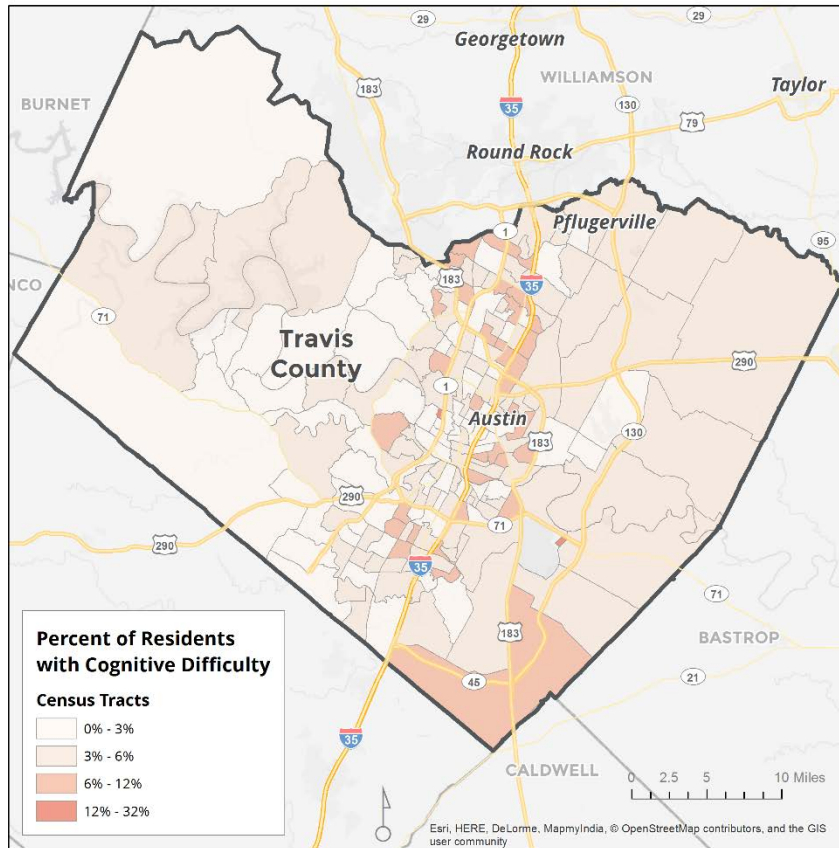 29
29
Georgetown
WILLIAMSON
BURNET
183
Taylor
35
130
79
Round Rock
Pflugerville
1
95
183
NCO
35
71
Travis
County
290
1
Austin
183
130
290
71
290
35
71
183
BASTROP
45
21
35
CALDWELL
Percent of Residents
with Cognitive Difficulty
Census Tracts
0% - 3%
3% - 6%
6% - 12%
12% - 32%
0 2.5 5 10 Miles
Esri, HERE, DeLorme, MapmyIndia, © OpenStreetMap contributors, and the GIS
user community